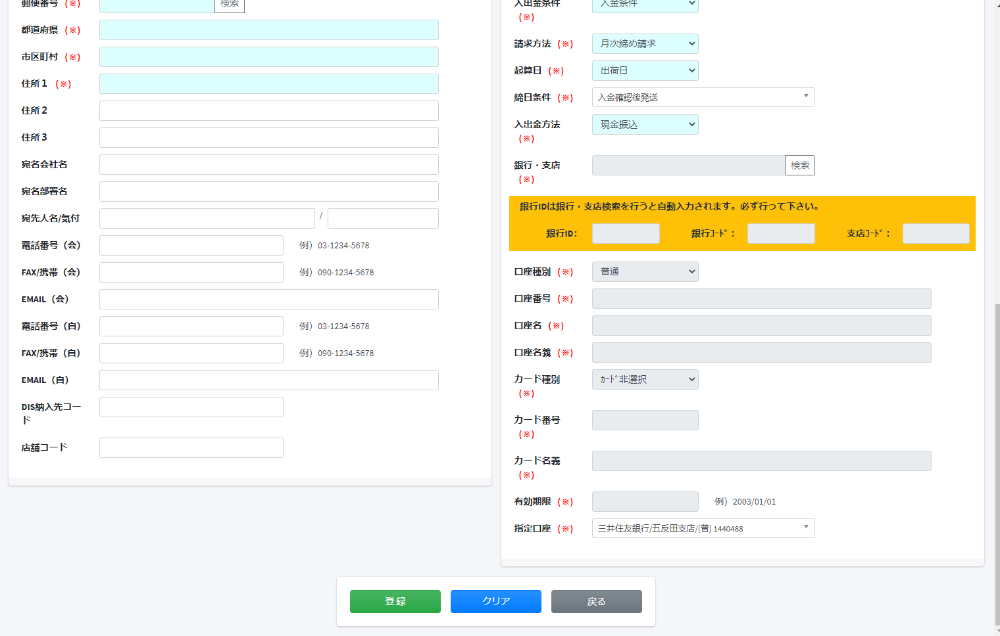 郵便番号 (※)
検索
都道府県 (※)
市区町村 (※)
住所１ (※)
住所２
住所３
宛名会社名
宛名部署名
宛先人名/気付
/
電話番号（会）
例）03-1234-5678
FAX/携帯（会）
例）090-1234-5678
EMAIL（会）
電話番号（自）
例）03-1234-5678
FAX/携帯（自）
例）090-1234-5678
EMAIL（自）
DIS納入先コー
ド
店舗コード
入出金条件
(※)
入金条件
請求方法 (※)
月次締め請求
起算日 (※)
出荷日
締日条件 (※)
入金確認後発送
入出金方法
(※)
現金振込
銀行・支店
(※)
検索
銀行IDは銀行・支店検索を行うと自動入力されます。必ず行って下さい。
銀行ID：
銀行ｺｰﾄﾞ：
支店ｺｰﾄﾞ：
口座種別 (※)
普通
口座番号 (※)
口座名 (※)
口座名義 (※)
カード種別
(※)
ｶｰﾄﾞ非選択
カード番号
(※)
カード名義
(※)
有効期限 (※)
例）2003/01/01
指定口座 (※)
三井住友銀行/五反田支店/(普) 1440488
登録
クリア
戻る